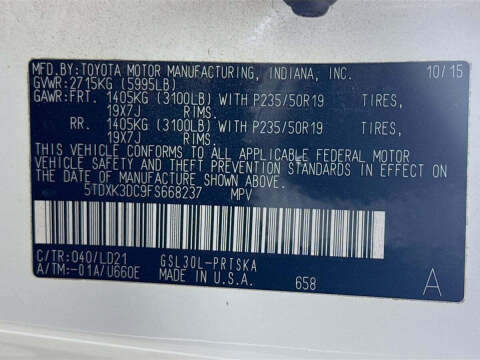 MFD.BY:TOYOTA MOTOR MANUFACTURING, INDIANA, INC. 10/15
GVWR:2715KG (5995LB)
GAWR:FRT. 1405KG (3100LB) WITH P235/50R19 TIRES,
19X7J RIMS.
RR. 1405KG (3100LB) WITH P235/50R19 TIRES,
19X7J RIMS.
THIS VEHICLE CONFORMS TO ALL APPLICABLE FEDERAL MOTOR
VEHICLE SAFETY AND THEFT PREVENTION STANDARDS IN EFFECT ON
THE DATE OF MANUFACTURE SHOWN ABOVE.
5TDXK3DC9FS668237 MPV
C/TR:040/LD21 GSL30L-PRTSKA
A/TM:-01A/U660E MADE IN U.S.A. 658 A